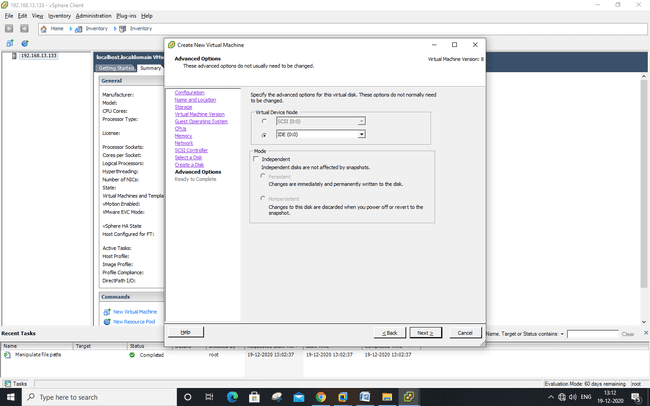 192.168.13.133 - vSphere Client
File Edit View Inventory Administration Plug-ins Help
Home Inventory Inventory
192.168.13.133
localhost.localdomain VMw
Getting Started Summary
General
Manufacturer:
Model:
CPU Cores:
Processor Type:
License:
Processor Sockets:
Cores per Socket:
Logical Processors:
Hyperthreading:
Number of NICs:
State:
Virtual Machines and Templa
vMotion Enabled:
VMware EVC Mode:
vSphere HA State
Host Configured for FT:
Active Tasks:
Host Profile:
Image Profile:
Profile Compliance:
DirectPath I/O:
Commands
New Virtual Machine
New Resource Pool
Create New Virtual Machine
Advanced Options
These advanced options do not usually need to be changed.
Virtual Machine Version: 8
Configuration
Name and Location
Storage
Virtual Machine Version
Guest Operating System
CPUs
Memory
Network
SCSI Controller
Select a Disk
Create a Disk
Advanced Options
Ready to Complete
Specify the advanced options for this virtual disk. These options do not normally need
to be changed.
Virtual Device Node
SCSI (0:0)
IDE (0:0)
Mode
Independent
Independent disks are not affected by snapshots.
Persistent
Changes are immediately and permanently written to the disk.
Nonpersistent
Changes to this disk are discarded when you power off or revert to the
snapshot.
Help
< Back
Next >
Cancel
Recent Tasks
Name, Target or Status contains:
Clear
Name Target Status
Manipulate file paths Completed root 19-12-2020 13:02:37 19-12-2020 13:02:37 19-12-2020 13:02:37
Tasks
Evaluation Mode: 60 days remaining root
Type here to search
ENG
13:12
19-12-2020